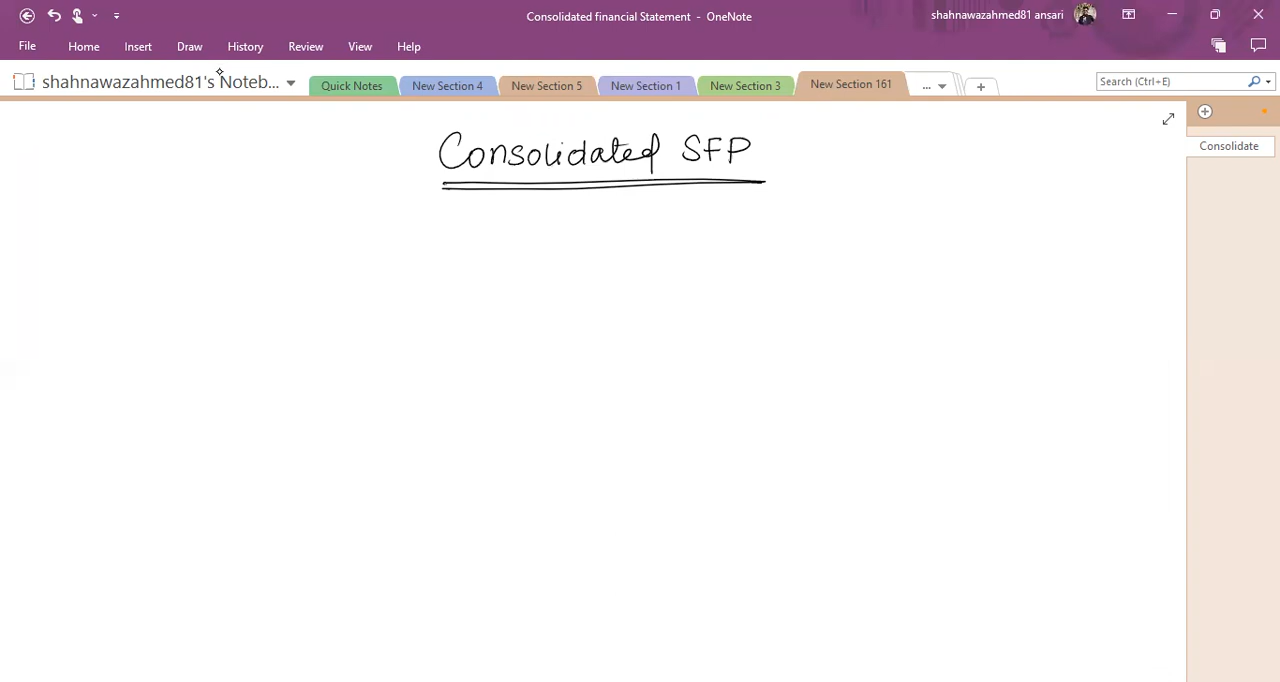 Consolidated financial Statement - OneNote
shahnawazahmed81 ansari
File Home Insert Draw History Review View Help
shahnawazahmed81's Noteb...
Quick Notes New Section 4 New Section 5 New Section 1 New Section 3 New Section 161 ... +
Search (Ctrl+E)
Consolidate
Consolidated SFP